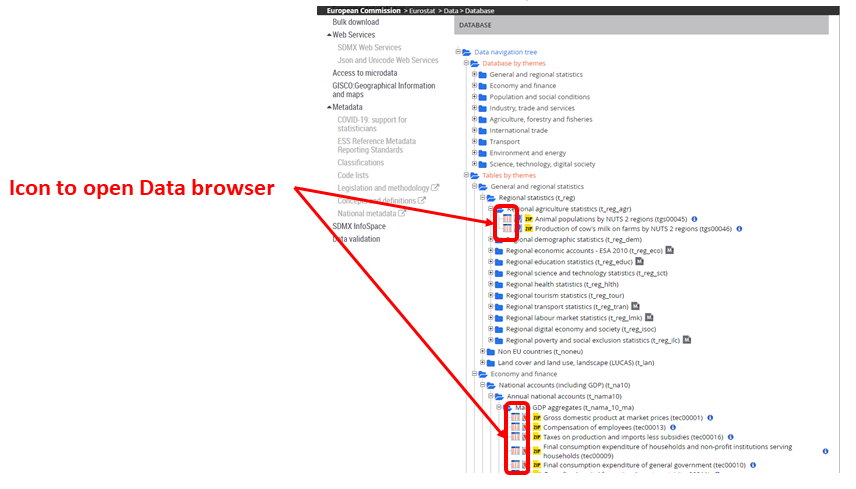 European Commission > Eurostat > Data > Database
Bulk download
Web Services
SDMX Web Services
Json and Unicode Web Services
Access to microdata
GISCO:Geographical Information
and maps
Metadata
COVID-19: support for
statisticians
ESS Reference Metadata
Reporting Standards
Classifications
Code lists
Legislation and methodology
Concepts and definitions
National metadata
SDMX InfoSpace
Data validation
Icon to open Data browser
DATABASE
Data navigation tree
Database by themes
General and regional statistics
Economy and finance
Population and social conditions
Industry, trade and services
Agriculture, forestry and fisheries
International trade
Transport
Environment and energy
Science, technology, digital society
Tables by themes
General and regional statistics
Regional statistics (t_reg)
Regional agriculture statistics (t_reg_agr)
ZIP Animal populations by NUTS 2 regions (tgs00045)
ZIP Production of cow's milk on farms by NUTS 2 regions (tgs00046)
Regional demographic statistics (t_reg_dem)
Regional economic accounts - ESA 2010 (t_reg_eco) M
Regional education statistics (t_reg_educ) M
Regional science and technology statistics (t_reg_sct)
Regional health statistics (t_reg_hlth)
Regional tourism statistics (t_reg_tour)
Regional transport statistics (t_reg_tran) M
Regional labour market statistics (t_reg_lmk) M
Regional digital economy and society (t_reg_isoc)
Regional poverty and social exclusion statistics (t_reg_ilc) M
Non EU countries (t_noneu)
Land cover and land use, landscape (LUCAS) (t_lan)
Economy and finance
National accounts (including GDP) (t_na10)
Annual national accounts (t_nama10)
Main GDP aggregates (t_nama_10_ma)
ZIP Gross domestic product at market prices (tec00001)
ZIP Compensation of employees (tec00013)
ZIP Taxes on production and imports less subsidies (tec00016)
ZIP Final consumption expenditure of households and non-profit institutions serving
households (tec00009)
ZIP Final consumption expenditure of general government (tec00010)